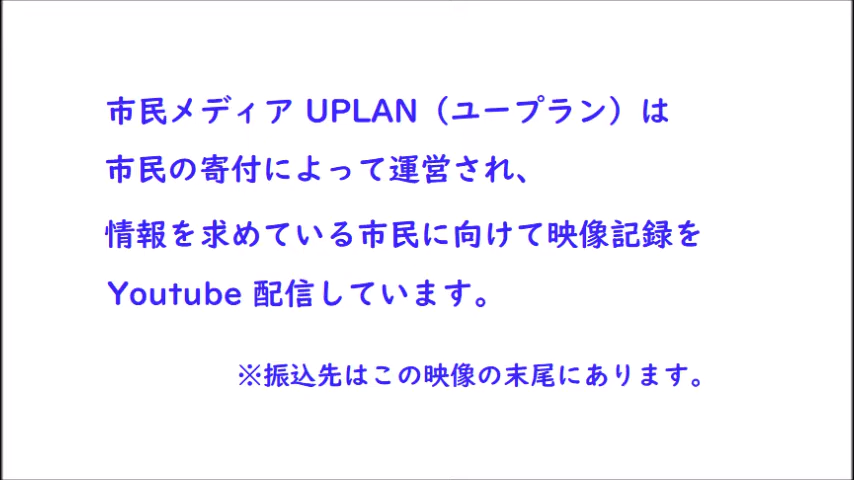 市民メディア UPLAN（ユープラン）は
市民の寄付によって運営され、
情報を求めている市民に向けて映像記録を
Youtube 配信しています。
※振込先はこの映像の末尾にあります。